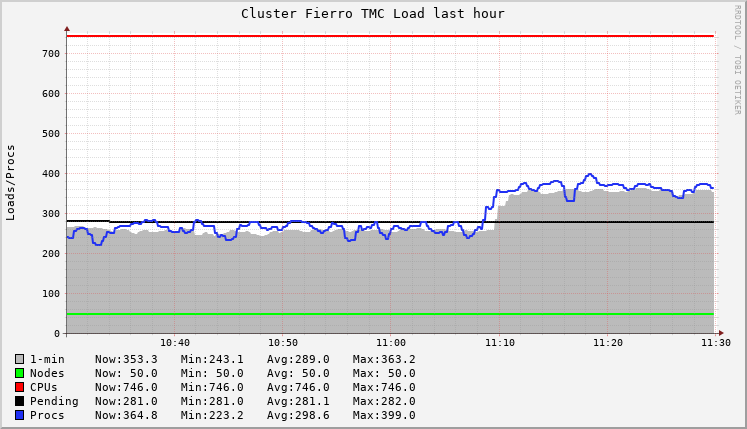 Cluster Fierro TMC Load last hour
RRDTOOL / TOBI OETIKER
Loads/Procs
700
600
500
400
300
200
100
0
10:40 10:50 11:00 11:10 11:20 11:30
1-min Now:353.3 Min:243.1 Avg:289.0 Max:363.2
Nodes Now: 50.0 Min: 50.0 Avg: 50.0 Max: 50.0
CPUs Now:746.0 Min:746.0 Avg:746.0 Max:746.0
Pending Now:281.0 Min:281.0 Avg:281.1 Max:282.0
Procs Now:364.8 Min:223.2 Avg:298.6 Max:399.0